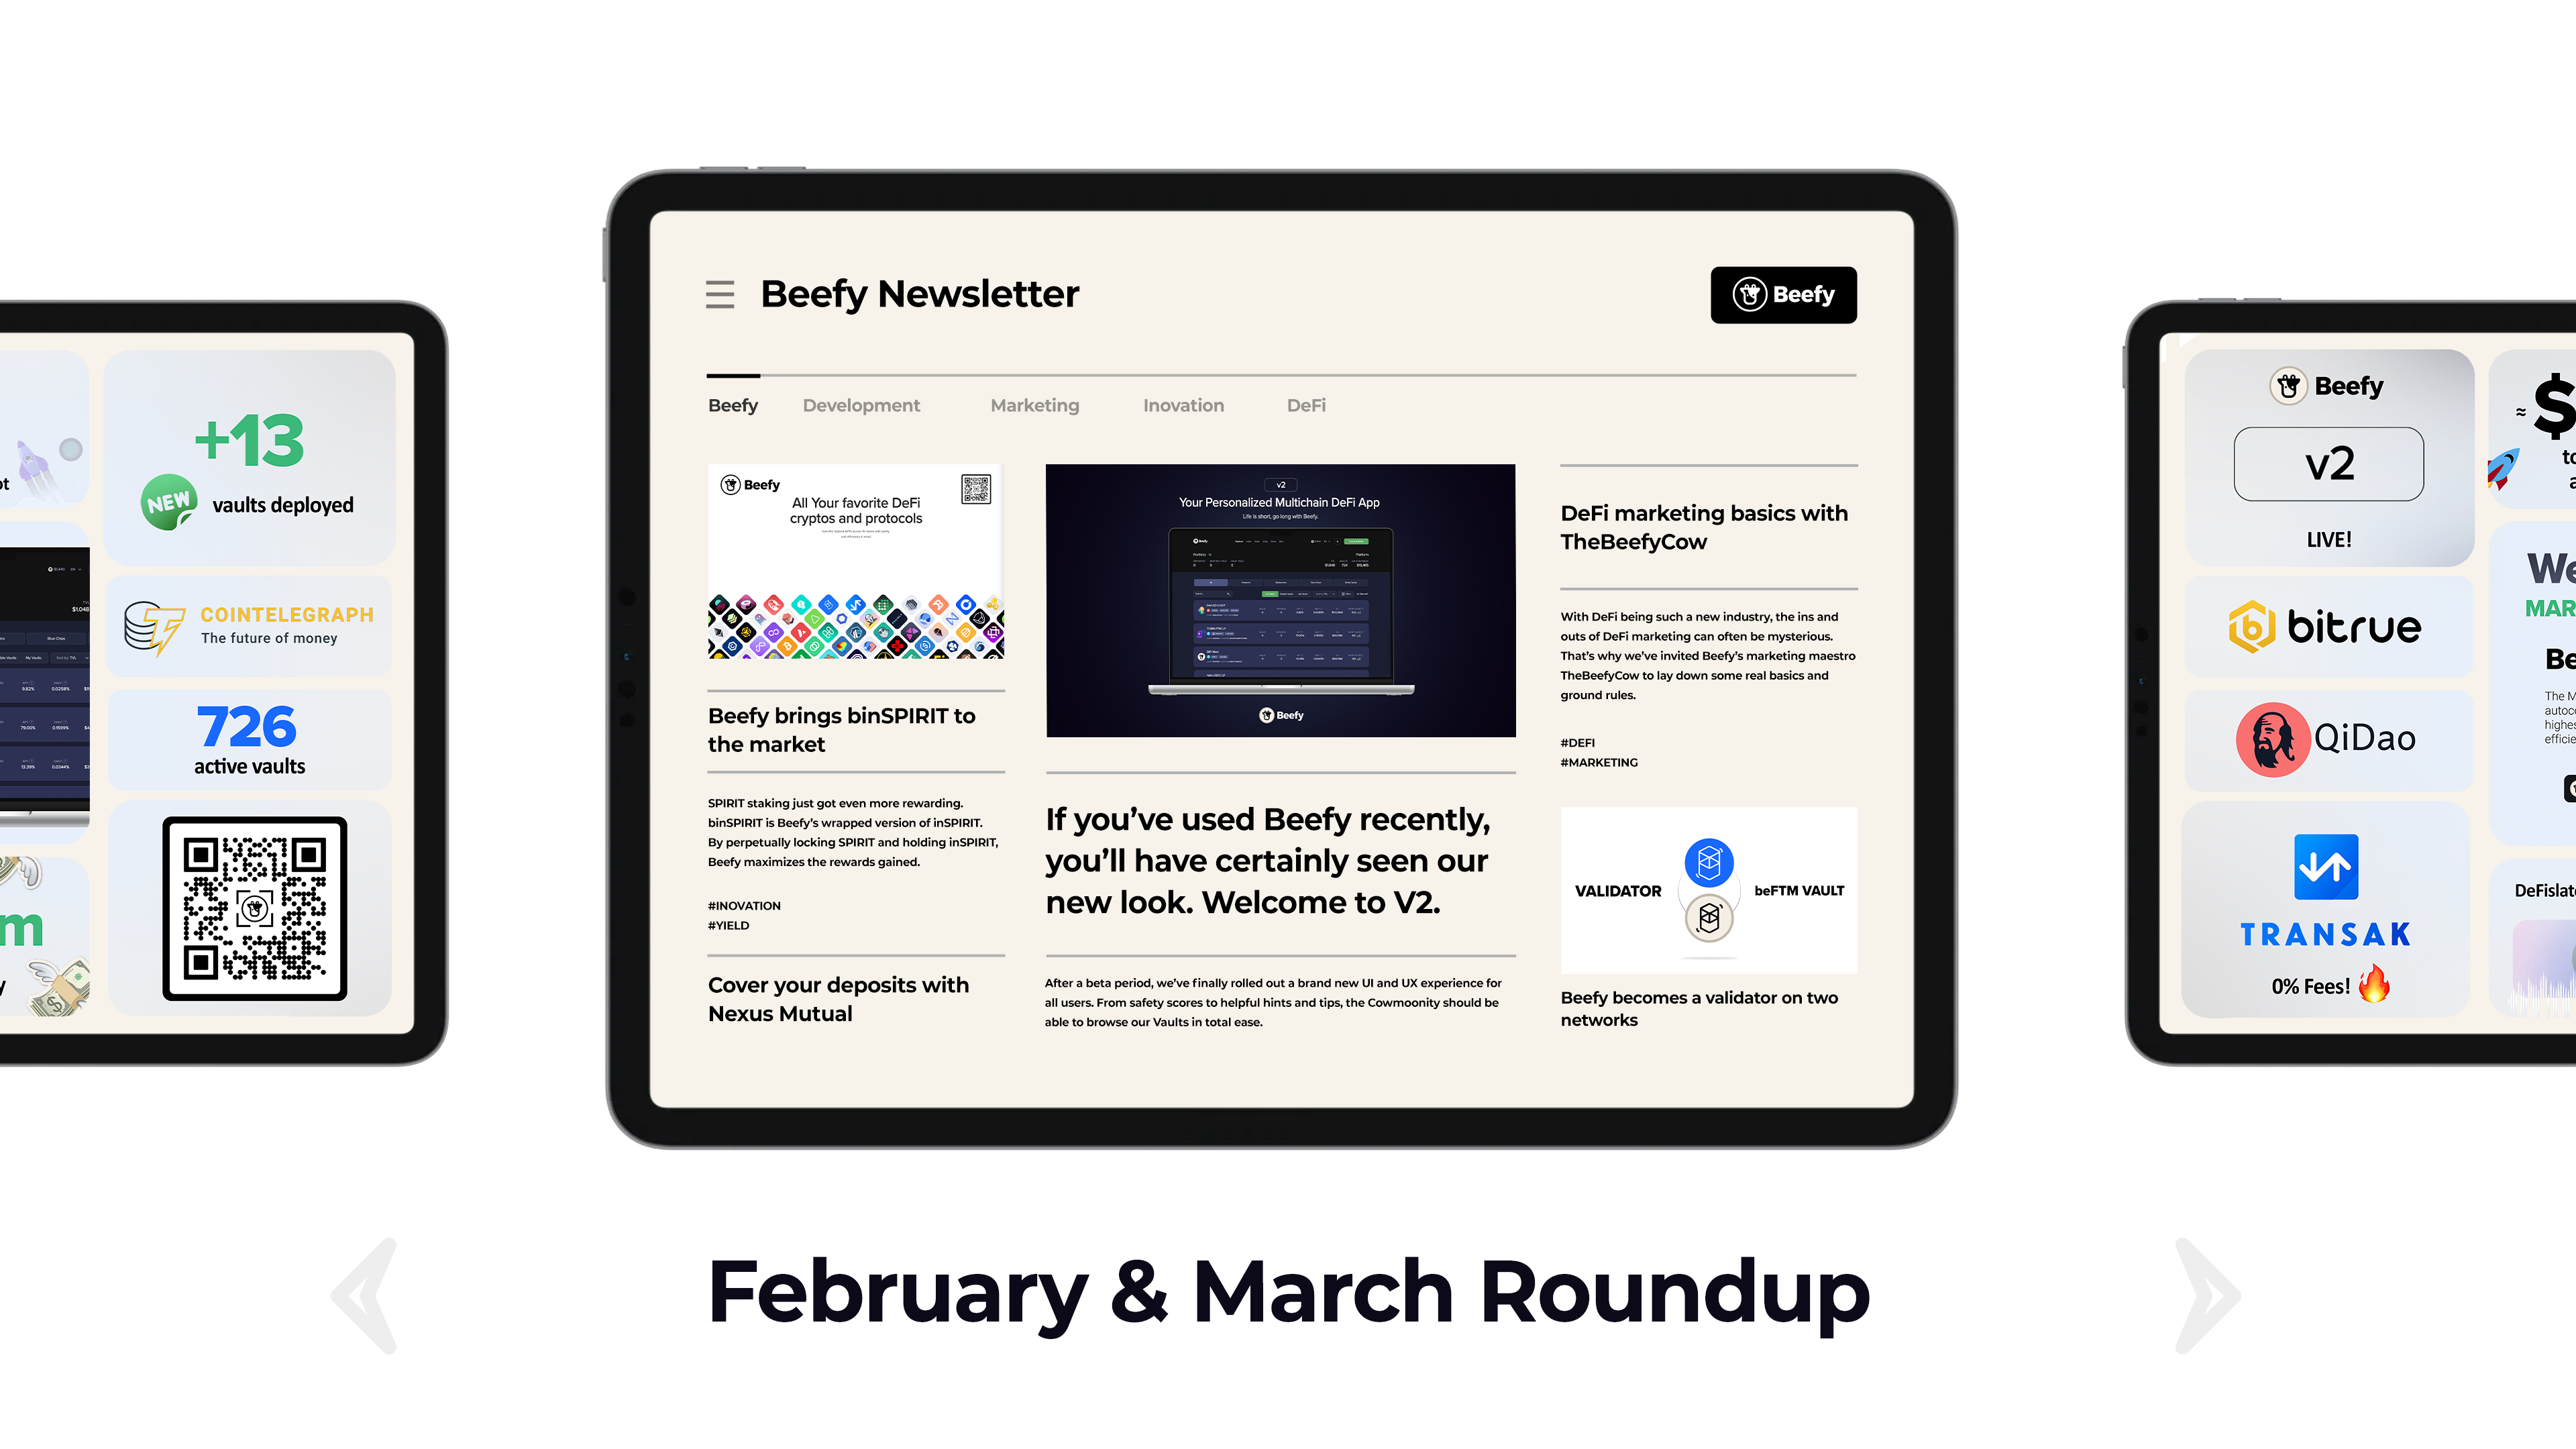 +13
NEW
vaults deployed
COINTELEGRAPH
The future of money
726
active vaults
Beefy Newsletter
Beefy
Beefy
Development
Marketing
Inovation
DeFi
Beefy
All Your favorite DeFi
cryptos and protocols
Beefy brings binSPIRIT to
the market
SPIRIT staking just got even more rewarding.
binSPIRIT is Beefy’s wrapped version of inSPIRIT.
By perpetually locking SPIRIT and holding inSPIRIT,
Beefy maximizes the rewards gained.
#INOVATION
#YIELD
Cover your deposits with
Nexus Mutual
v2
Your Personalized Multichain DeFi App
Life is short, go long with Beefy.
Beefy
If you’ve used Beefy recently,
you’ll have certainly seen our
new look. Welcome to V2.
After a beta period, we’ve finally rolled out a brand new UI and UX experience for
all users. From safety scores to helpful hints and tips, the Cowmoonity should be
able to browse our Vaults in total ease.
DeFi marketing basics with
TheBeefyCow
With DeFi being such a new industry, the ins and
outs of DeFi marketing can often be mysterious.
That’s why we’ve invited Beefy’s marketing maestro
TheBeefyCow to lay down some real basics and
ground rules.
#DEFI
#MARKETING
VALIDATOR
beFTM VAULT
Beefy becomes a validator on two
networks
Beefy
v2
LIVE!
bitrue
QiDao
TRANSAK
0% Fees!
≈ $
February & March Roundup